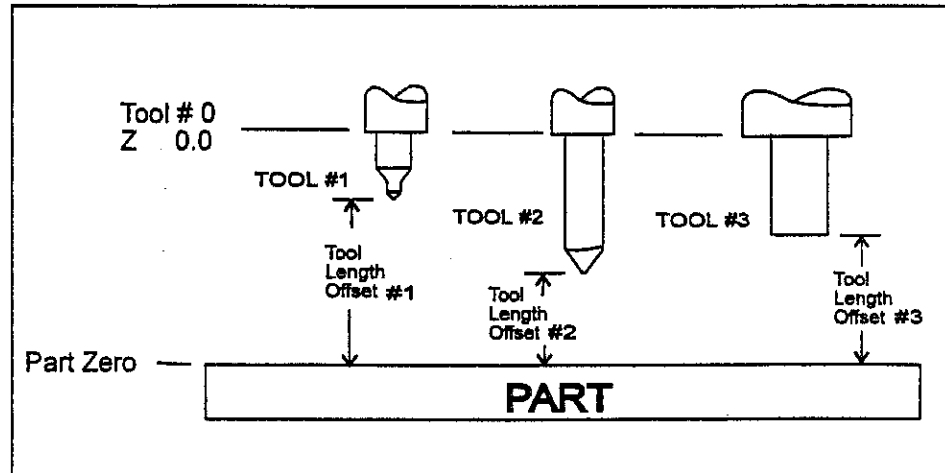 Tool # 0
Z 0.0
TOOL #1
TOOL #2
TOOL #3
Tool
Length
Offset #1
Tool
Length
Offset #2
Tool
Length
Offset #3
Part Zero
PART